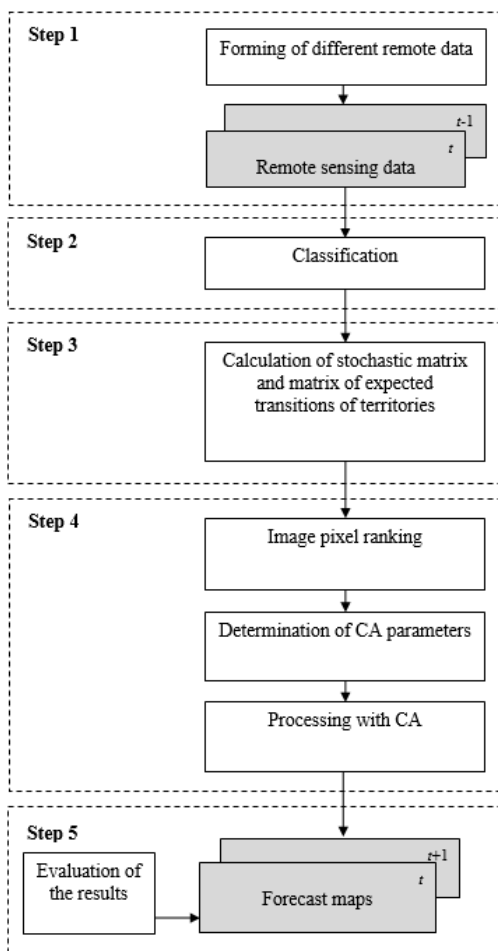 Step 1
Forming of different remote data
t-1
t
Remote sensing data
Step 2
Classification
Step 3
Calculation of stochastic matrix
and matrix of expected
transitions of territories
Step 4
Image pixel ranking
Determination of CA parameters
Processing with CA
Step 5
t+1
t
Evaluation of
the results
Forecast maps